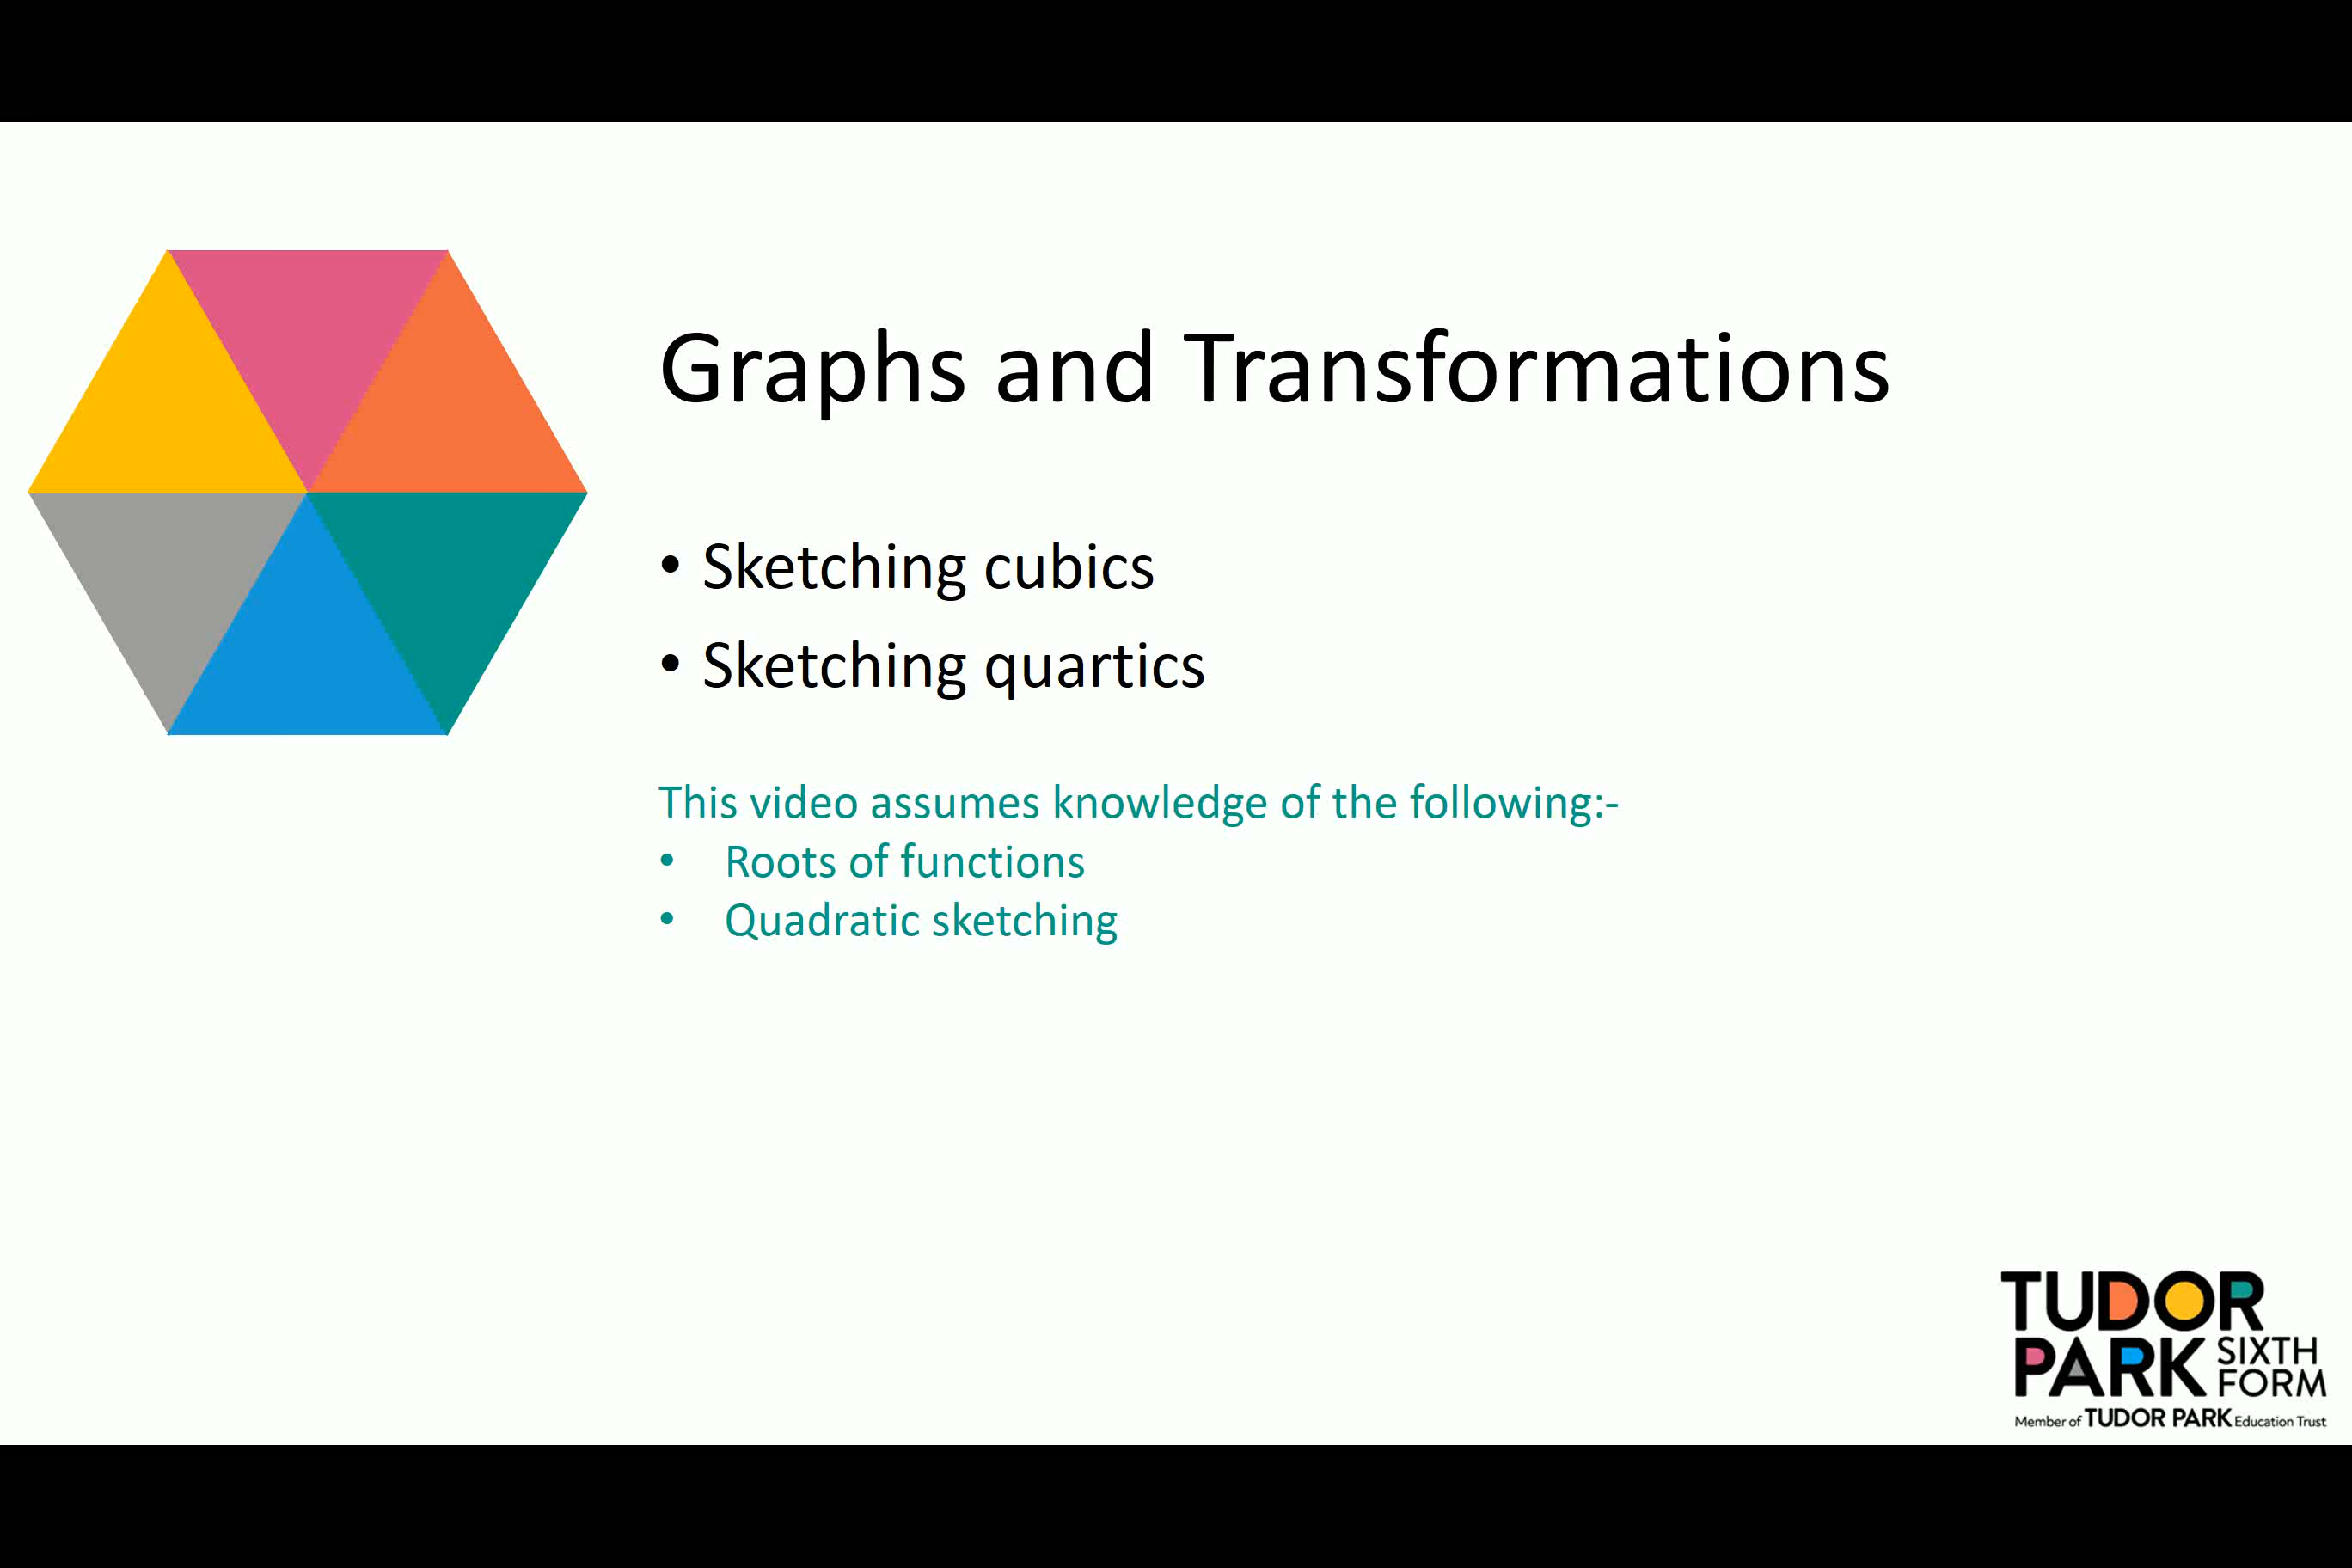 Graphs and Transformations
• Sketching cubics
• Sketching quartics
This video assumes knowledge of the following:-
• Roots of functions
• Quadratic sketching
TUDOR
PARK SIXTH FORM
Member of TUDOR PARK Education Trust